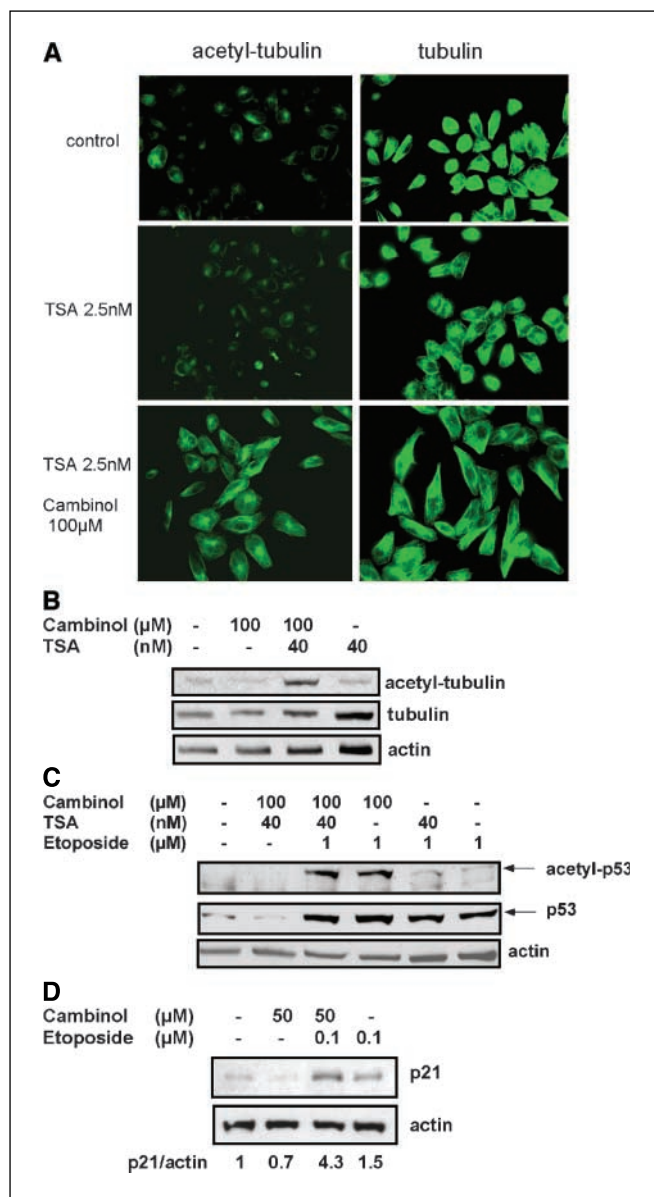 A
acetyl-tubulin tubulin
control
TSA 2.5nM
TSA 2.5nM
Cambinol
100µM
B
Cambinol (µM) - 100 100 -
TSA (nM) - - 40 40
acetyl-tubulin
tubulin
actin
C
Cambinol (µM) - 100 100 100 - -
TSA (nM) - 40 40 - 40 -
Etoposide (µM) - - 1 1 1 1
acetyl-p53
p53
actin
D
Cambinol (µM) - 50 50 -
Etoposide (µM) - - 0.1 0.1
p21
actin
p21/actin 1 0.7 4.3 1.5